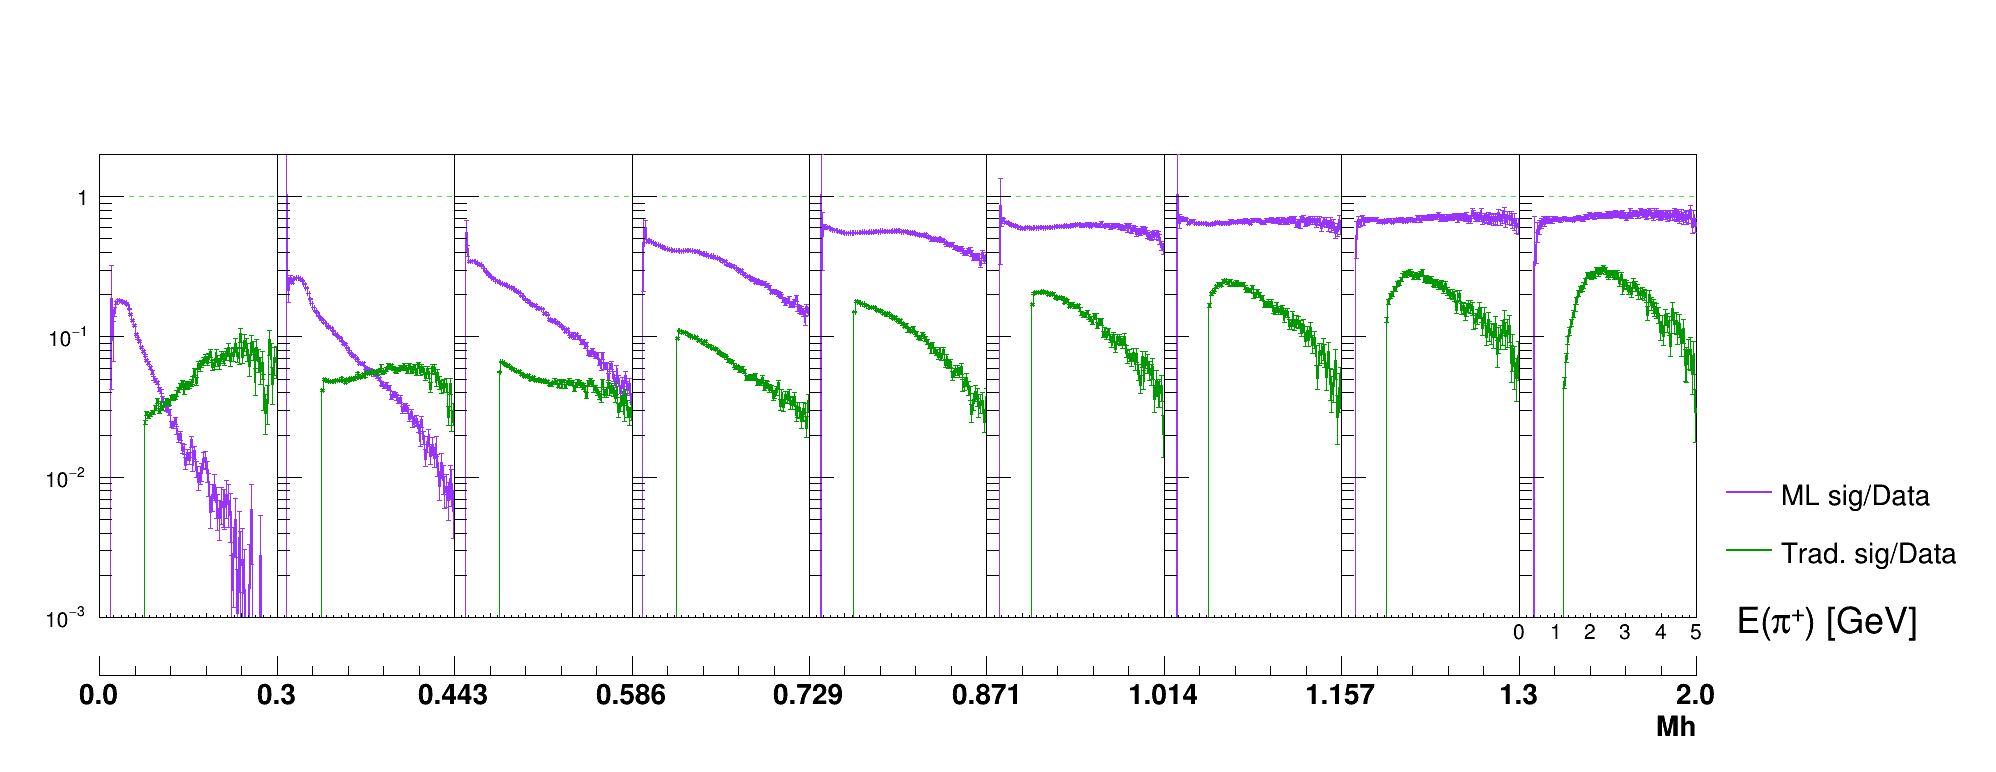 1
10⁻¹
10⁻²
10⁻³
ML sig/Data
Trad. sig/Data
0 1 2 3 4 5
E(π⁺) [GeV]
0.0 0.3 0.443 0.586 0.729 0.871 1.014 1.157 1.3 2.0
Mh